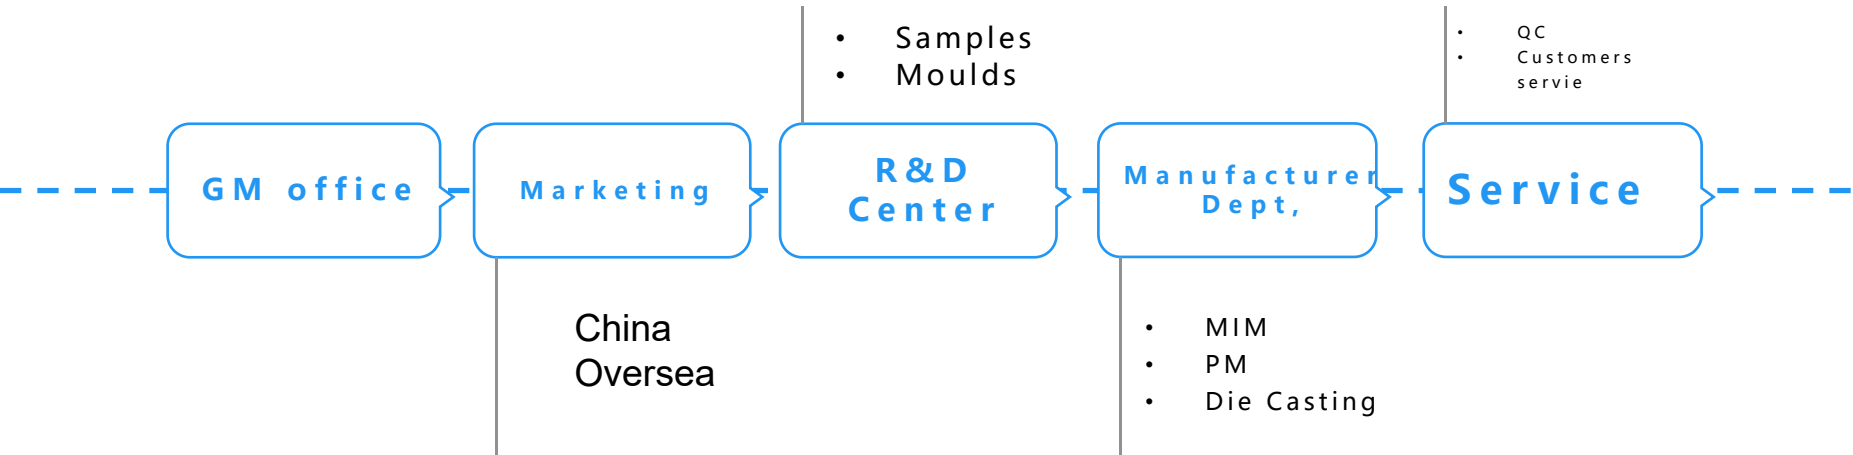 • Samples
• Moulds
• QC
• Customers
servie
GM office
Marketing
R&D
Center
Manufacturer
Dept,
Service
China
Oversea
• MIM
• PM
• Die Casting